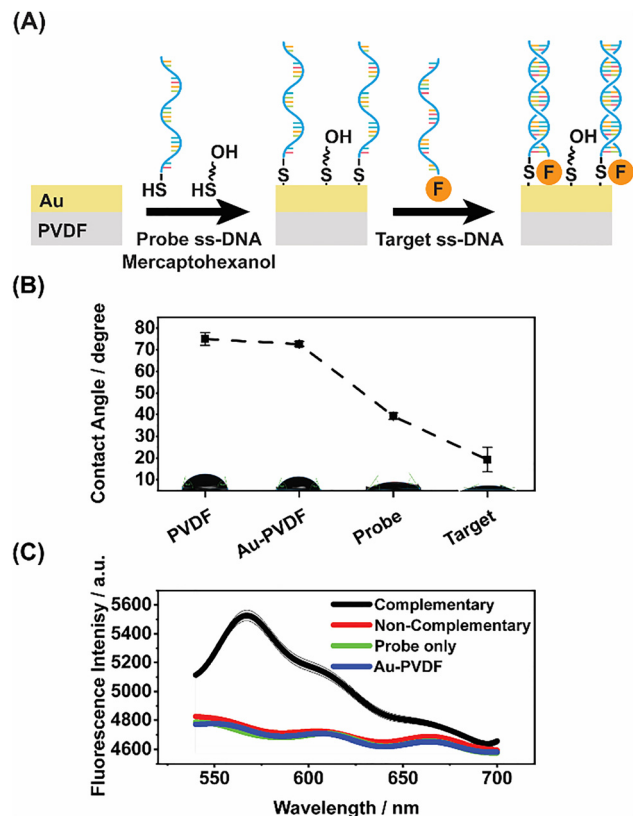 (A)
OH
OH
OH
HS
HS
S
S
S
F
S
F
S
S
F
Au
PVDF
Probe ss-DNA
Mercaptohexanol
Target ss-DNA
(B)
Contact Angle / degree
80
70
60
50
40
30
20
10
PVDF
Au-PVDF
Probe
Target
(C)
Fluorescence Intenisy / a.u.
5600
5400
5200
5000
4800
4600
Complementary
Non-Complementary
Probe only
Au-PVDF
550
600
650
700
Wavelength / nm